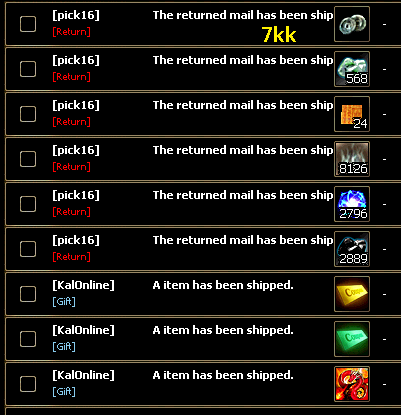 [pick16] The returned mail has been ship
[Return] 7kk
[pick16] The returned mail has been ship
[Return] 568
-
[pick16] The returned mail has been ship
[Return] 24
-
[pick16] The returned mail has been ship
[Return] 8126
-
[pick16] The returned mail has been ship
[Return] 2796
-
[pick16] The returned mail has been ship
[Return] 2889
-
[KalOnline] A item has been shipped.
[Gift]
-
[KalOnline] A item has been shipped.
[Gift]
-
[KalOnline] A item has been shipped.
[Gift]
-